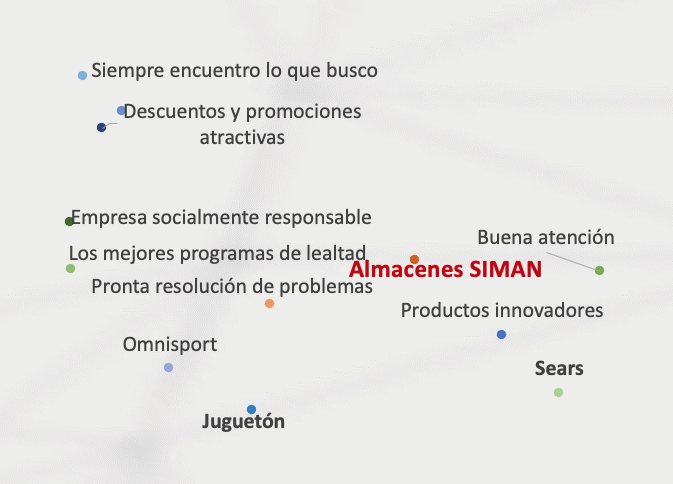 Siempre encuentro lo que busco
Descuentos y promociones
atractivas
Empresa socialmente responsable
Buena atención
Los mejores programas de lealtad
Almacenes SIMAN
Pronta resolución de problemas
Productos innovadores
Omnisport
Sears
Juguetón